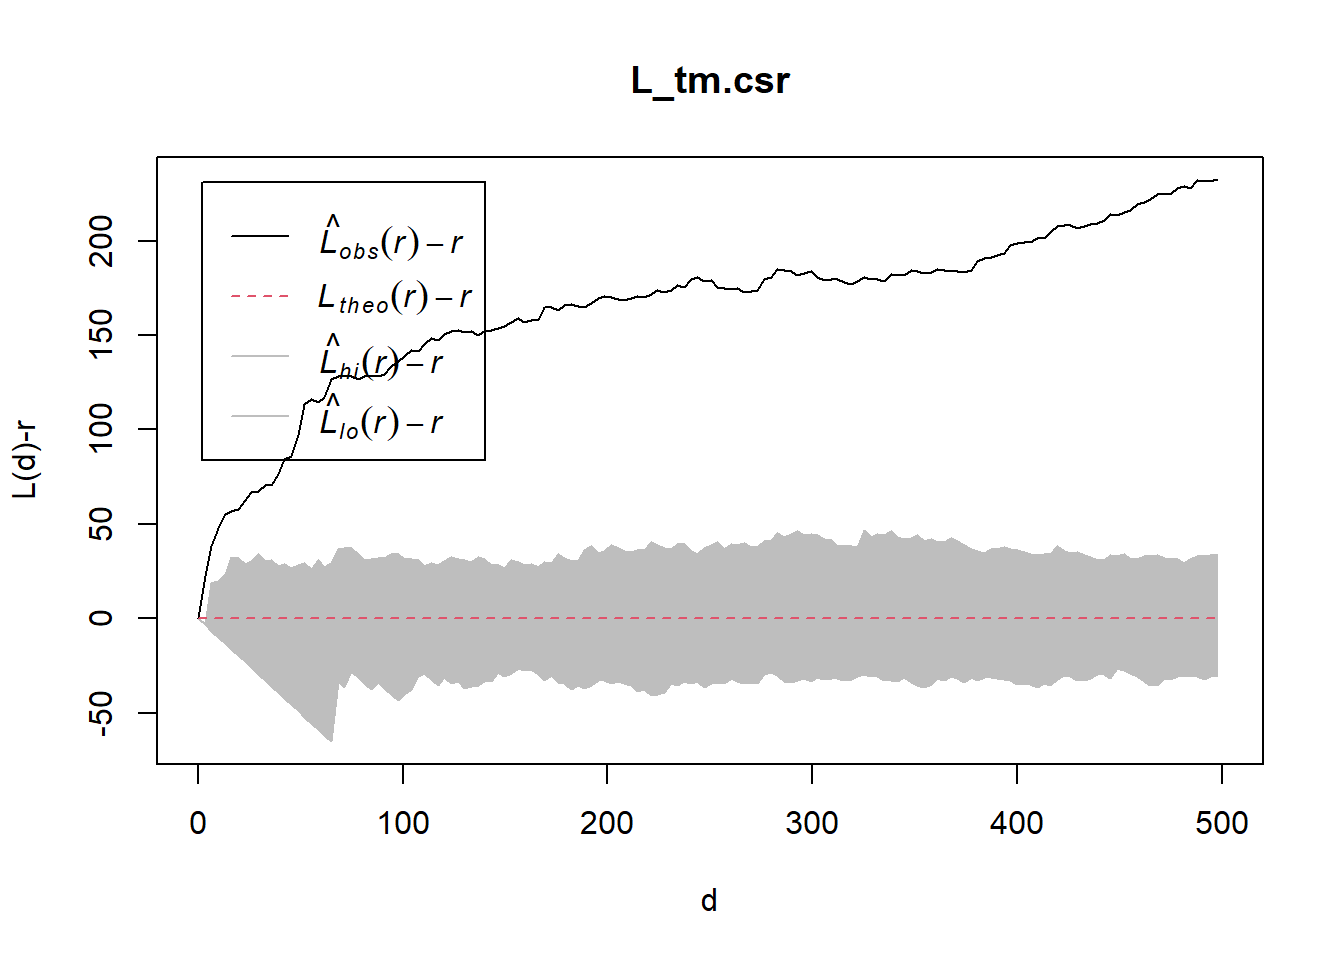 L_tm.csr
L̂obs(r) − r
Ltheo(r) − r
L̂hi(r) − r
L̂lo(r) − r
L(d)-r
200
150
100
50
0
-50
0 100 200 300 400 500
d